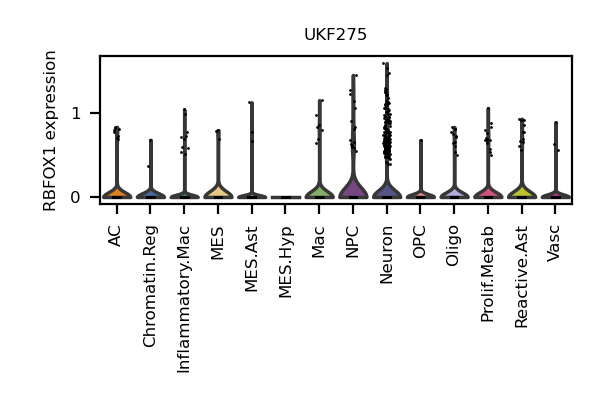 UKF275
RBFOX1 expression
1
0
AC
Chromatin.Reg
Inflammatory.Mac
MES
MES.Ast
MES.Hyp
Mac
NPC
Neuron
OPC
Oligo
Prolif.Metab
Reactive.Ast
Vasc